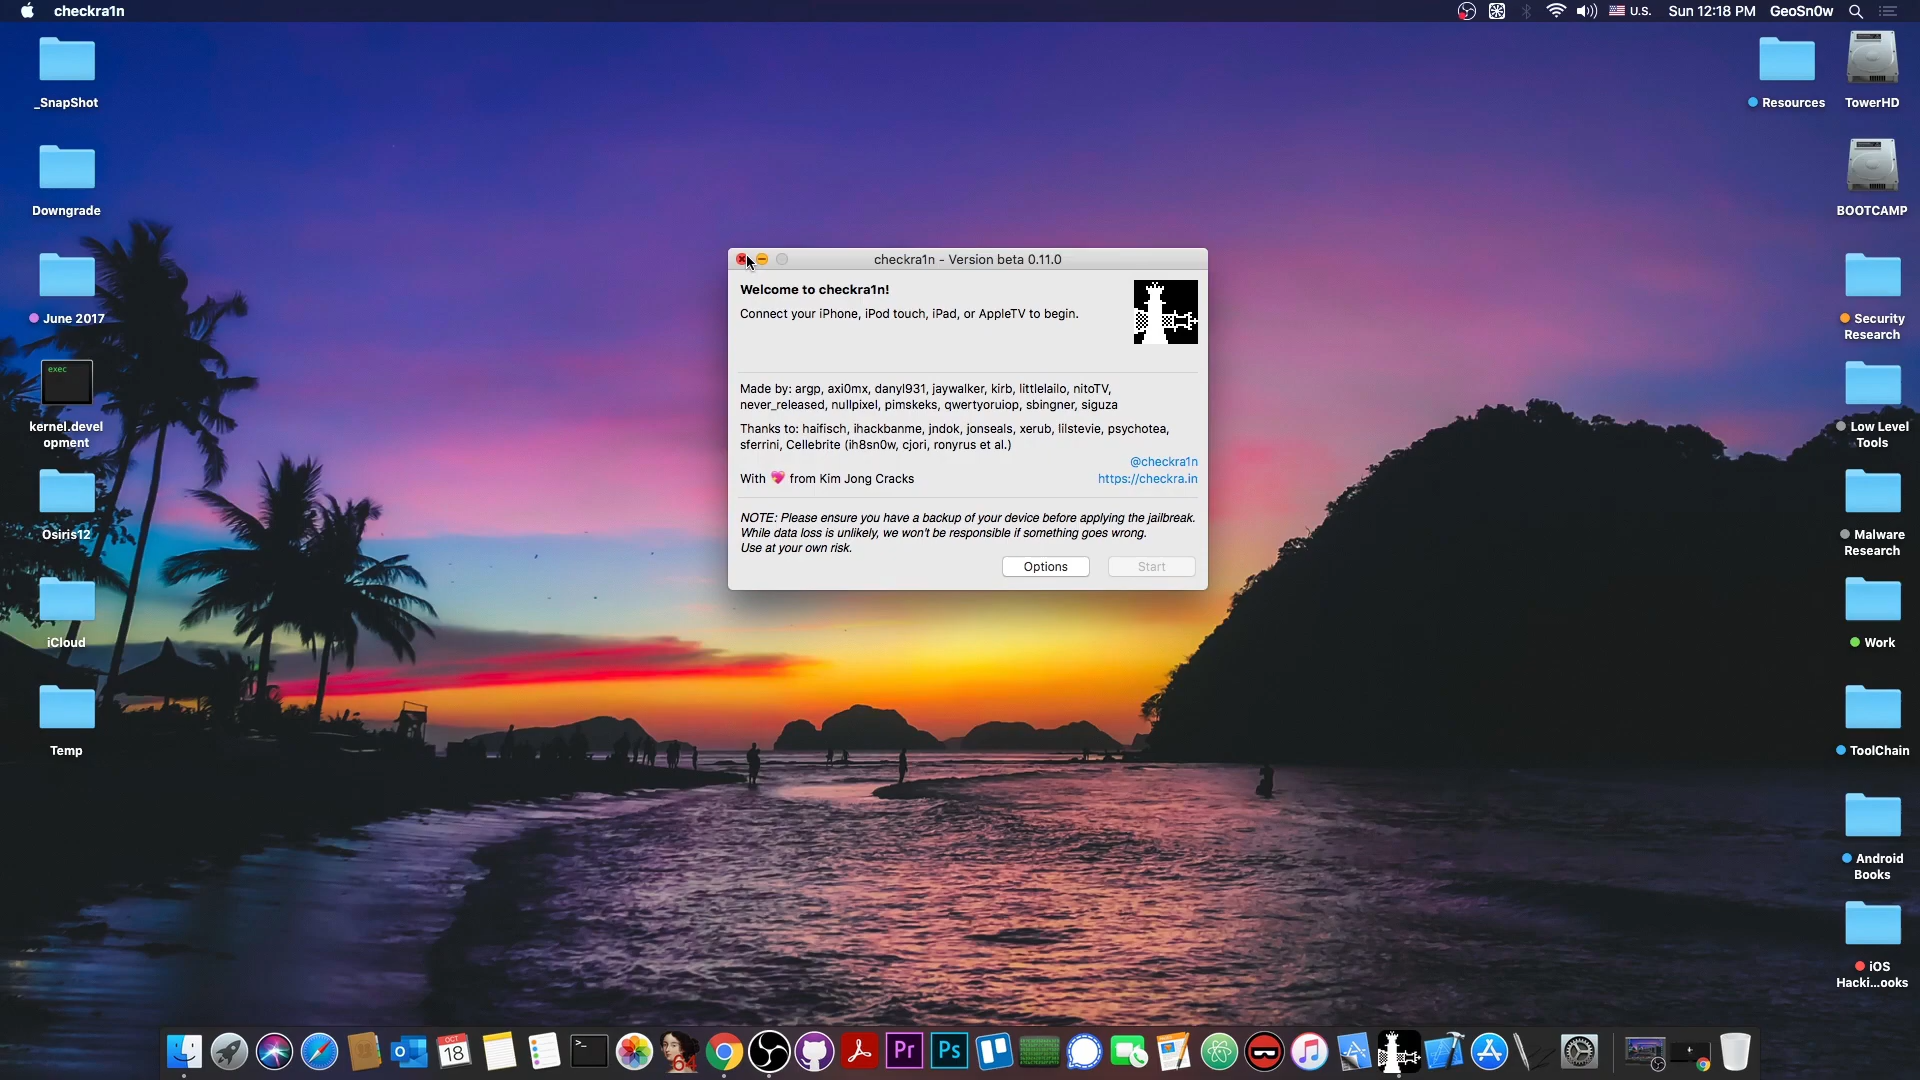 checkra1n
U.S.
Sun 12:18 PM
GeoSn0w
_SnapShot
Downgrade
June 2017
exec
kernel.devel
opment
Osiris12
iCloud
Temp
Resources
TowerHD
BOOTCAMP
Security
Research
Low Level
Tools
Malware
Research
Work
ToolChain
Android
Books
iOS
Hacki...ooks
checkra1n - Version beta 0.11.0
Welcome to checkra1n!
Connect your iPhone, iPod touch, iPad, or AppleTV to begin.
Made by: argp, axi0mx, danyl931, jaywalker, kirb, littlelailo, nitoTV,
never_released, nullpixel, pimskeks, qwertyoruiop, sbingner, siguza
Thanks to: haifisch, ihackbanme, jndok, jonseals, xerub, lilstevie, psychotea,
sferrini, Cellebrite (ih8sn0w, cjori, ronyrus et al.)
@checkra1n
With 💖 from Kim Jong Cracks
https://checkra.in
NOTE: Please ensure you have a backup of your device before applying the jailbreak.
While data loss is unlikely, we won't be responsible if something goes wrong.
Use at your own risk.
Options
Start
OCT
18
64
Pr
Ps